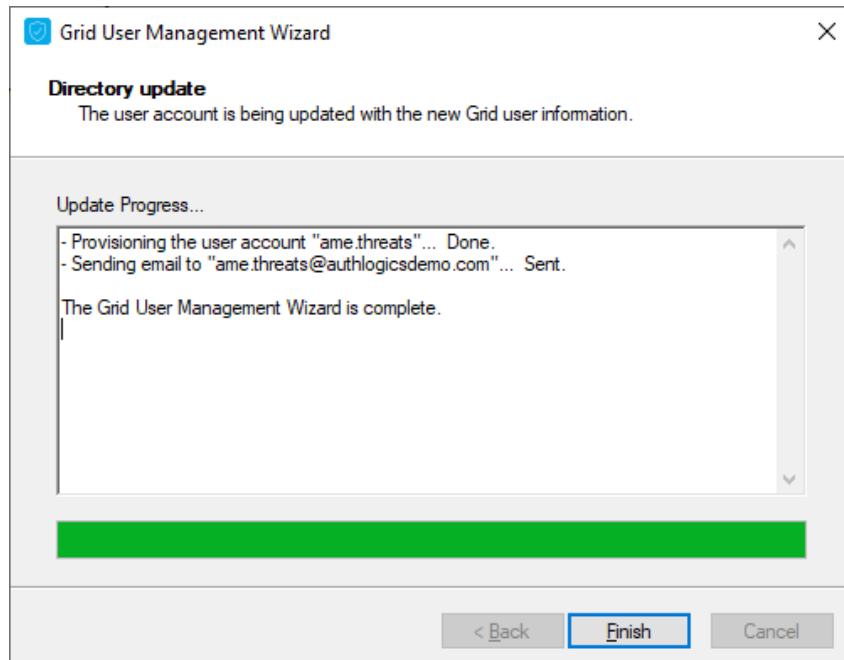 Grid User Management Wizard
Directory update
The user account is being updated with the new Grid user information.
Update Progress...
- Provisioning the user account "ame.threats"... Done.
- Sending email to "ame.threats@authlogicsdemo.com"... Sent.
The Grid User Management Wizard is complete.
< Back
Finish
Cancel